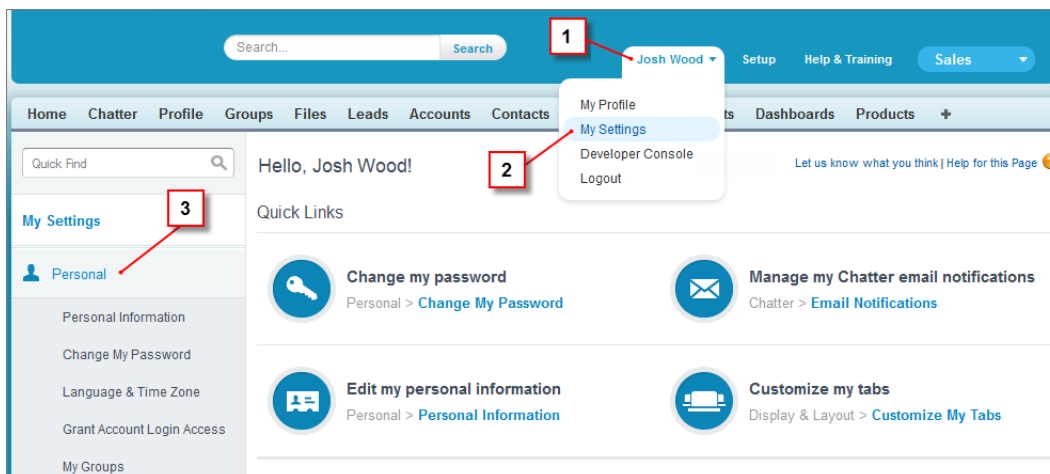 Search...
Search
1
Josh Wood
Setup
Help & Training
Sales
Home Chatter Profile Groups Files Leads Accounts Contacts
ts Dashboards Products +
My Profile
My Settings
Developer Console
Logout
2
Quick Find
Hello, Josh Wood!
Let us know what you think | Help for this Page
Quick Links
My Settings
3
Personal
Personal Information
Change My Password
Language & Time Zone
Grant Account Login Access
My Groups
Change my password
Personal > Change My Password
Manage my Chatter email notifications
Chatter > Email Notifications
Edit my personal information
Personal > Personal Information
Customize my tabs
Display & Layout > Customize My Tabs